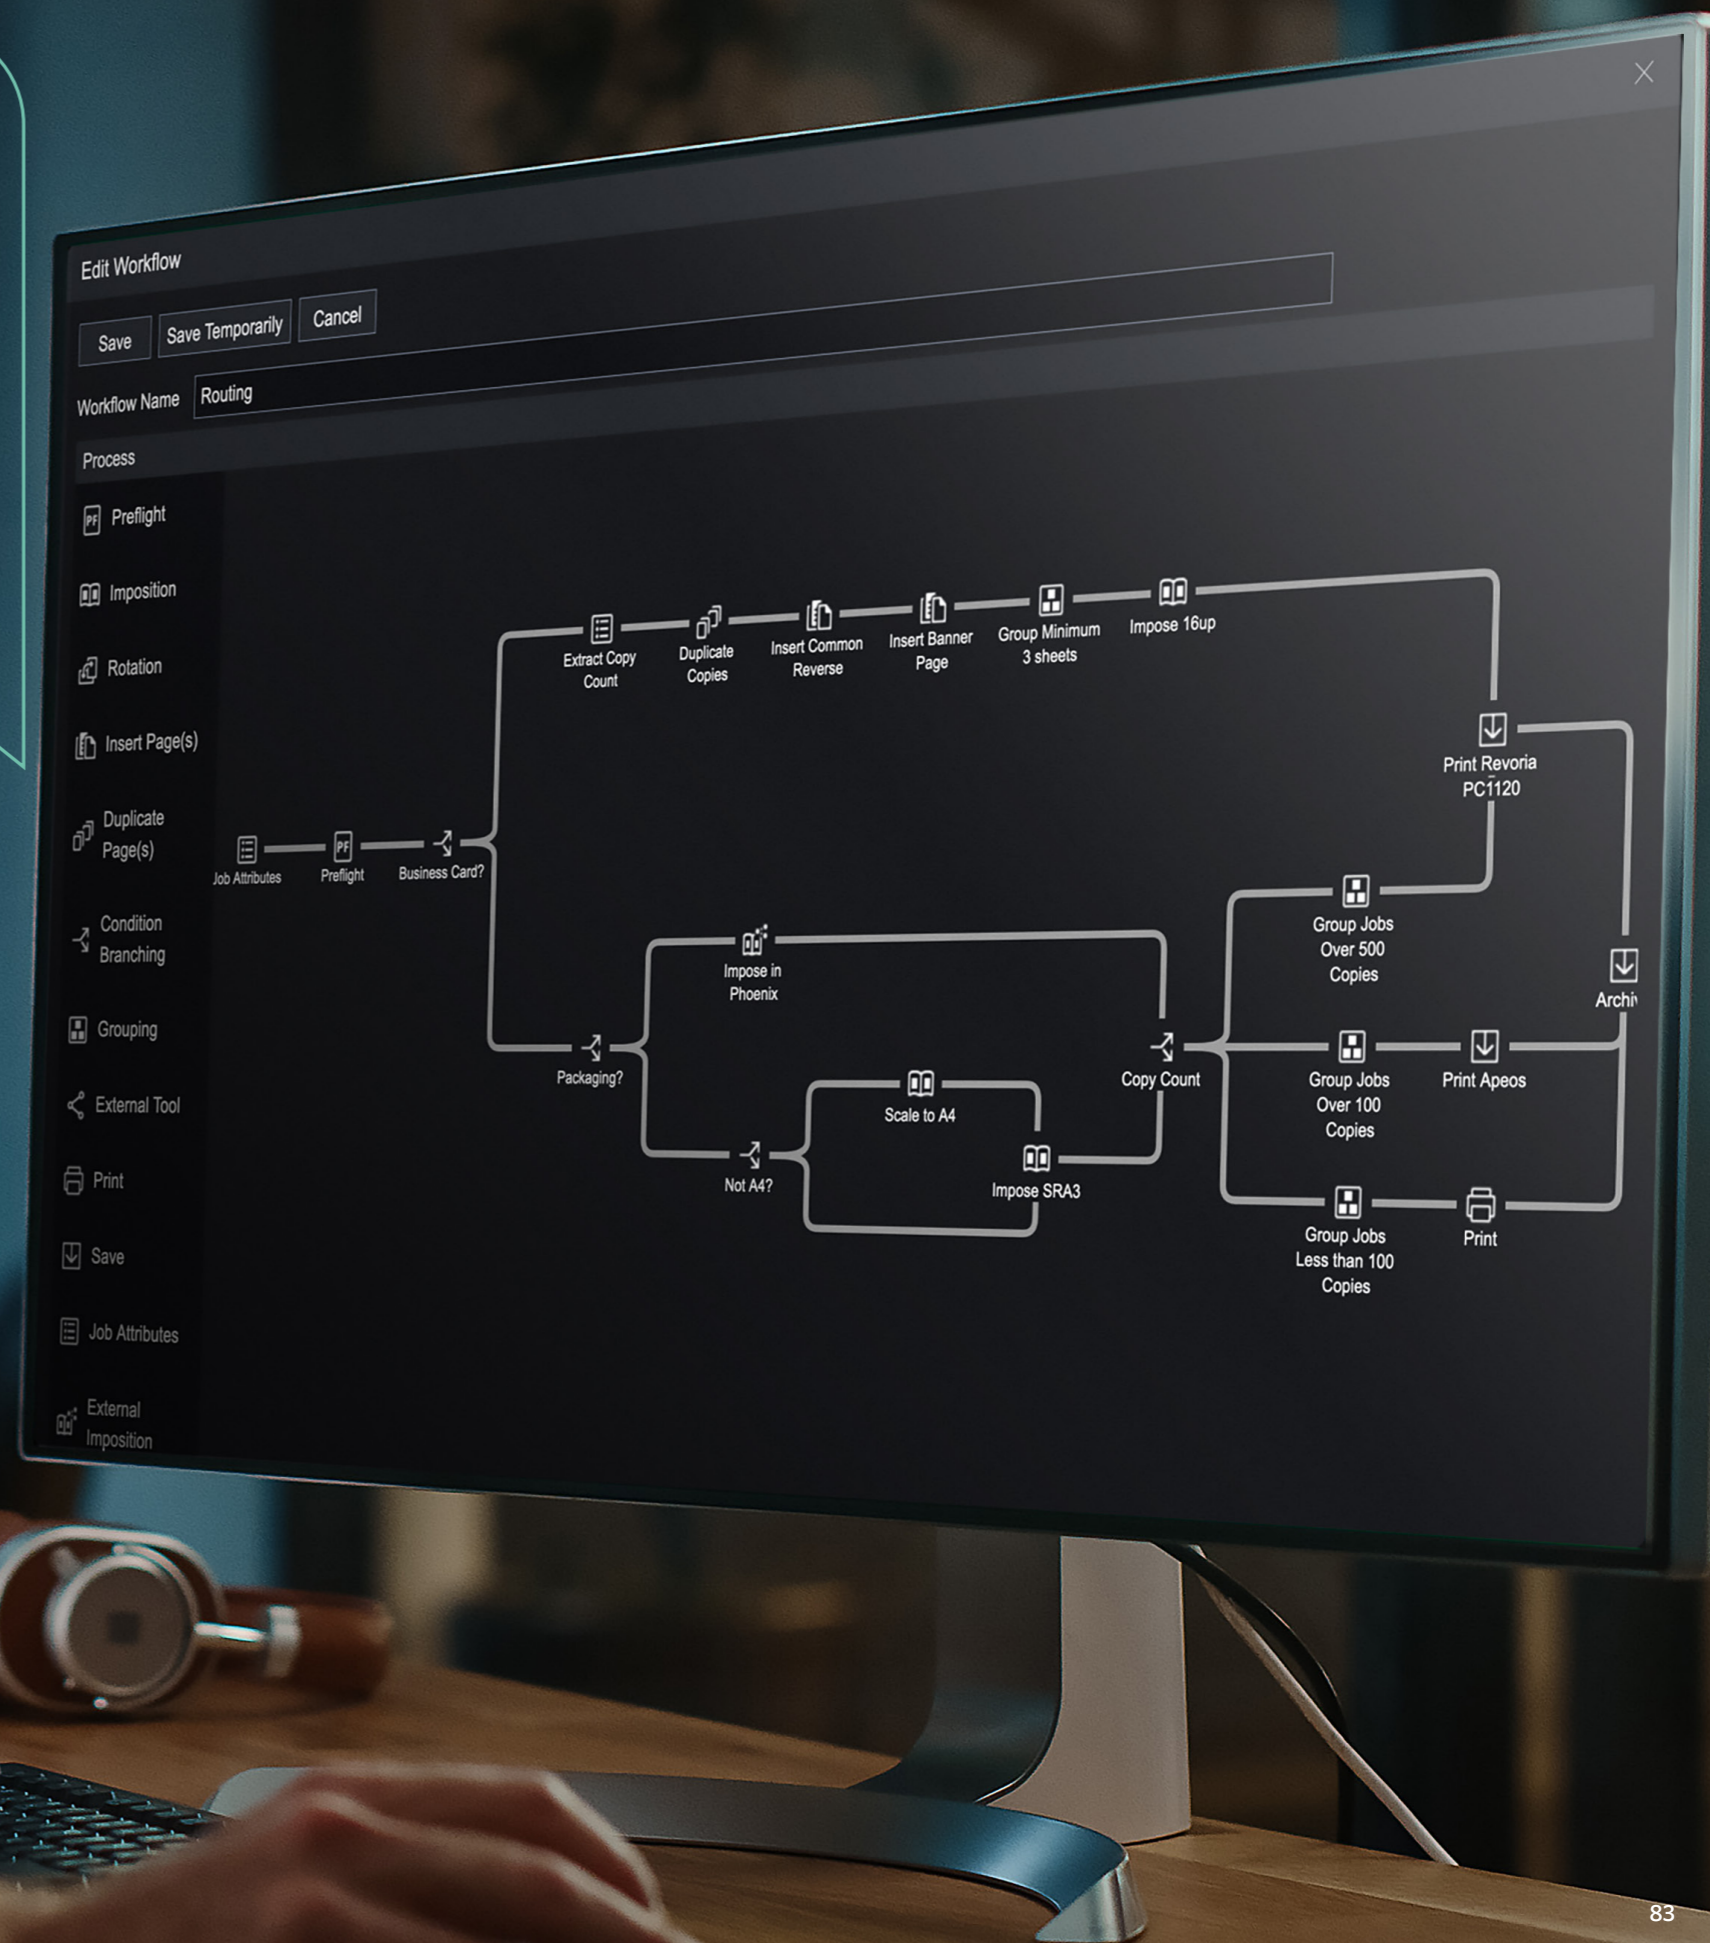 Edit Workflow
Save
Save Temporarily
Cancel
Workflow Name
Routing
Process
Preflight
Imposition
Rotation
Insert Page(s)
Duplicate
Page(s)
Condition
Branching
Grouping
External Tool
Print
Save
Job Attributes
External
Imposition
Job Attributes
PF
Preflight
Business Card?
Extract Copy
Count
Duplicate
Copies
Insert Common
Reverse
Insert Banner
Page
Group Minimum
3 sheets
Impose 16up
Print Revoria
PC1120
Packaging?
Impose in
Phoenix
Not A4?
Scale to A4
Impose SRA3
Copy Count
Group Jobs
Over 500
Copies
Group Jobs
Over 100
Copies
Print Apeos
Group Jobs
Less than 100
Copies
Print
Archiv
83